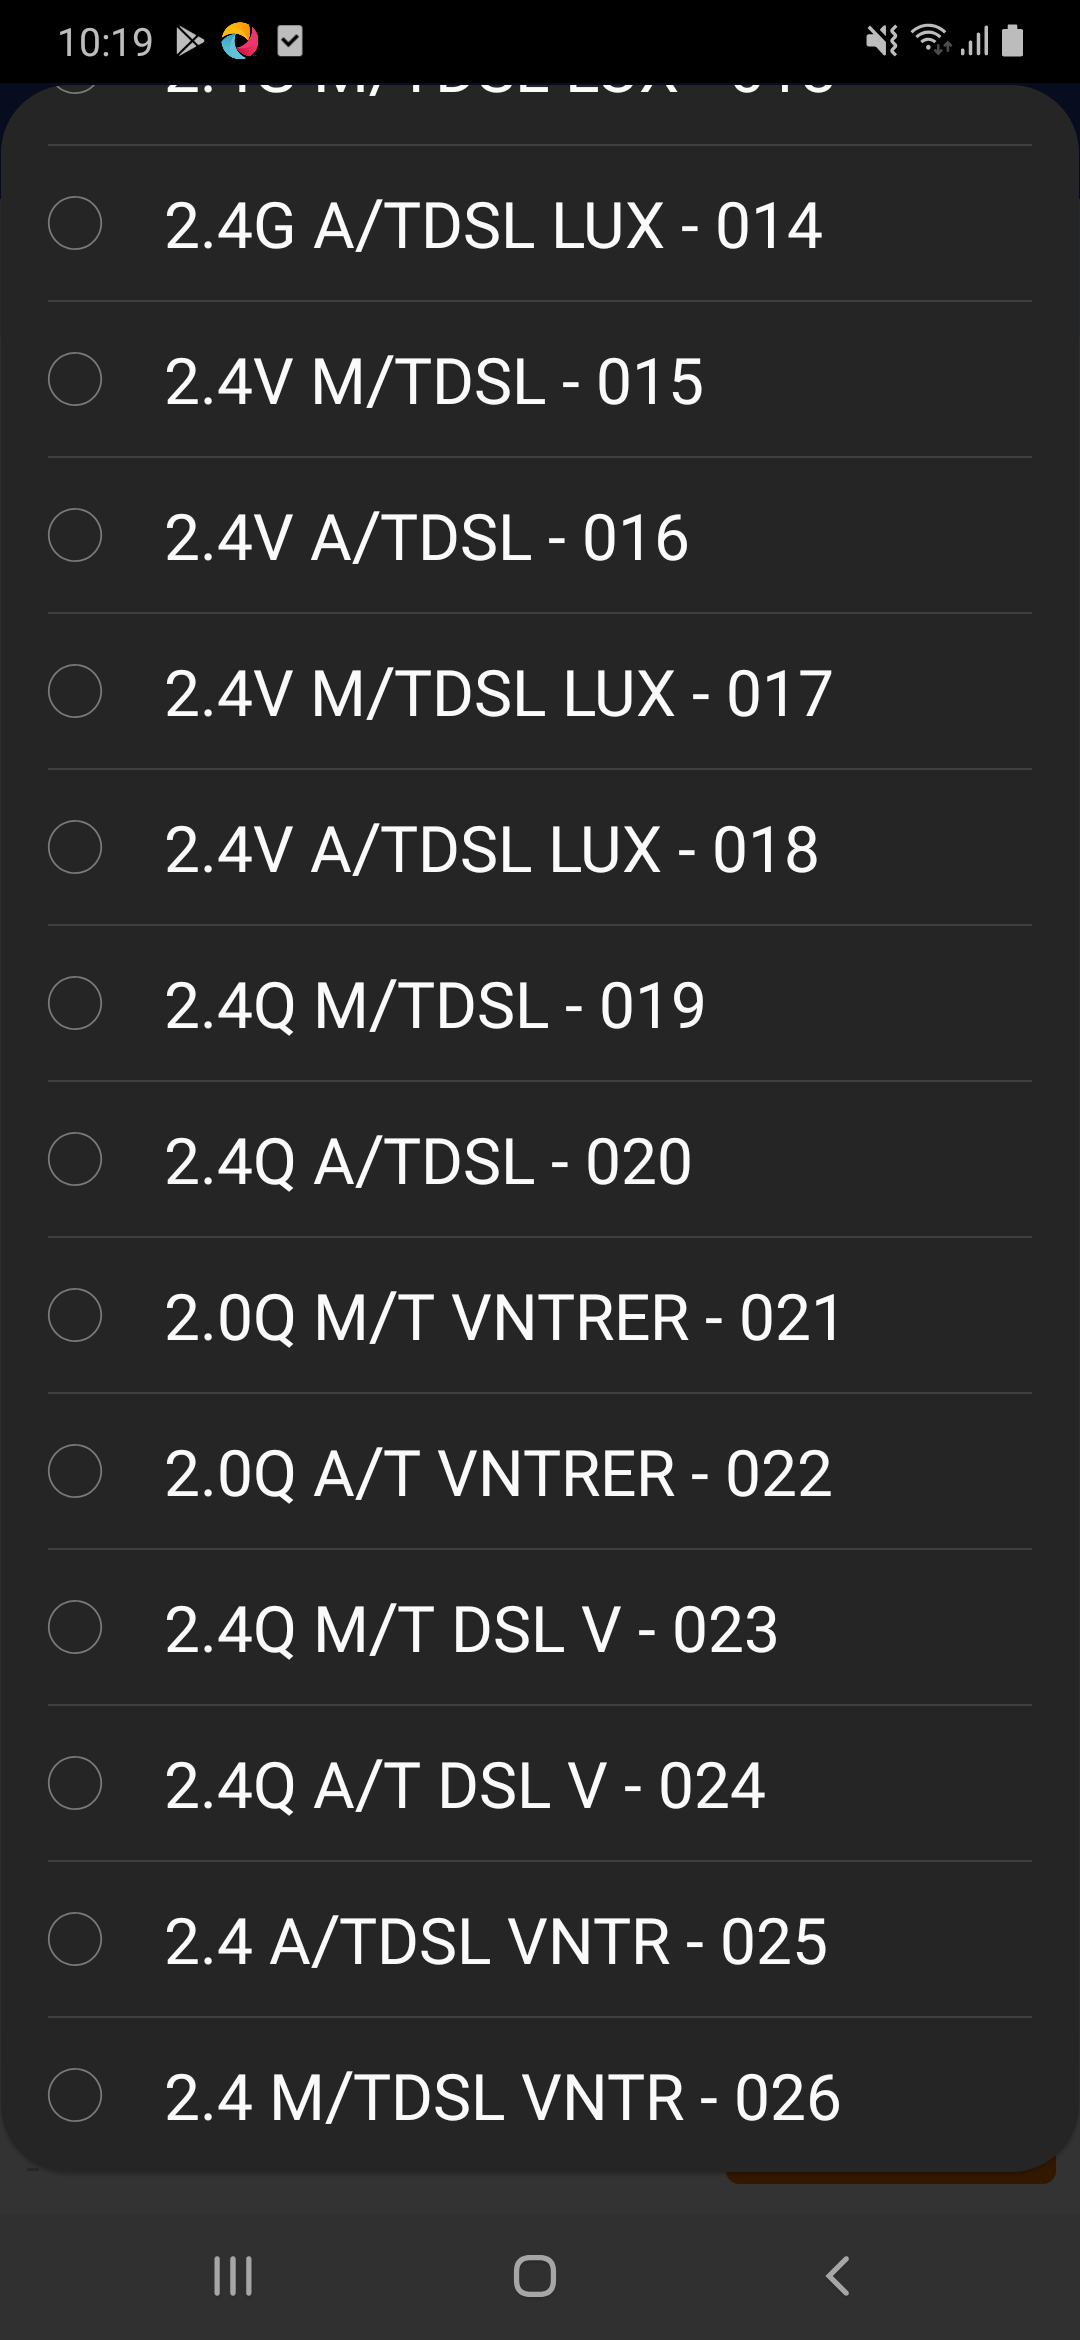 10:19
2.4G A/TDSL LUX - 014
2.4V M/TDSL - 015
2.4V A/TDSL - 016
2.4V M/TDSL LUX - 017
2.4V A/TDSL LUX - 018
2.4Q M/TDSL - 019
2.4Q A/TDSL - 020
2.0Q M/T VNTRER - 021
2.0Q A/T VNTRER - 022
2.4Q M/T DSL V - 023
2.4Q A/T DSL V - 024
2.4 A/TDSL VNTR - 025
2.4 M/TDSL VNTR - 026